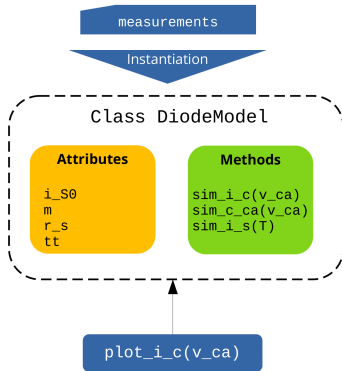 measurements
Instantiation
Class DiodeModel
Attributes
i_S0
m
r_s
tt
Methods
sim_i_c(v_ca)
sim_c_ca(v_ca)
sim_i_s(T)
plot_i_c(v_ca)